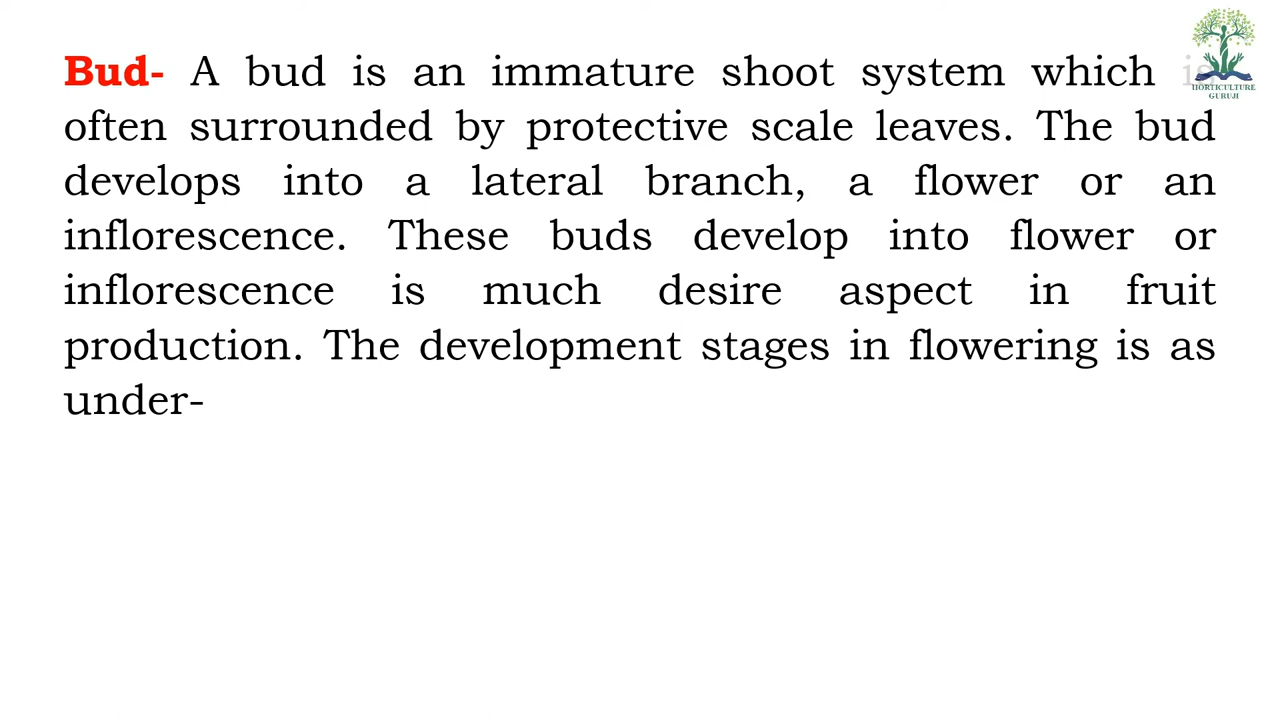 Bud- A bud is an immature shoot system which is
often surrounded by protective scale leaves. The bud
develops into a lateral branch, a flower or an
inflorescence. These buds develop into flower or
inflorescence is much desire aspect in fruit
production. The development stages in flowering is as
under-
HORTICULTURE
GURUJI